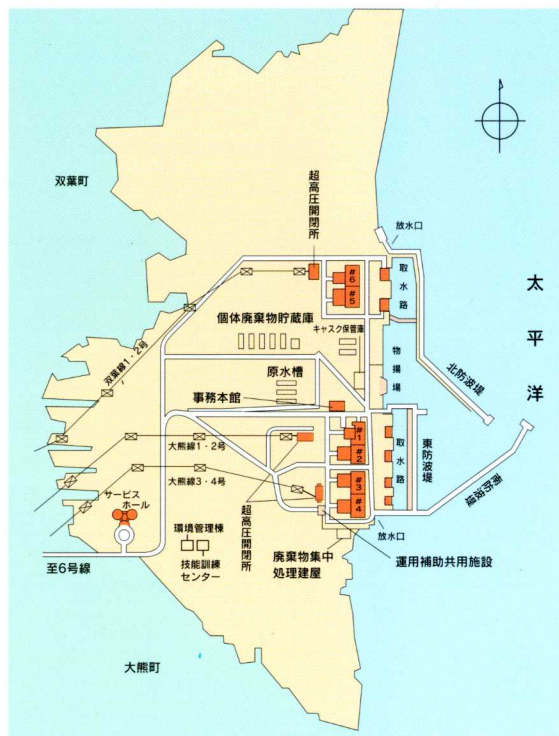 双葉町
超高圧開閉所
放水口
#6
#5
取水路
太平洋
個体廃棄物貯蔵庫
キャスク保管庫
物揚場
北防波堤
双葉線1・2号
原水槽
事務本館
#1
#2
取水路
東防波堤
南防波堤
大熊線1・2号
大熊線3・4号
#3
#4
サービス
ホール
超高圧開閉所
環境管理棟
放水口
至6号線
技能訓練
センター
廃棄物集中
処理建屋
運用補助共用施設
大熊町